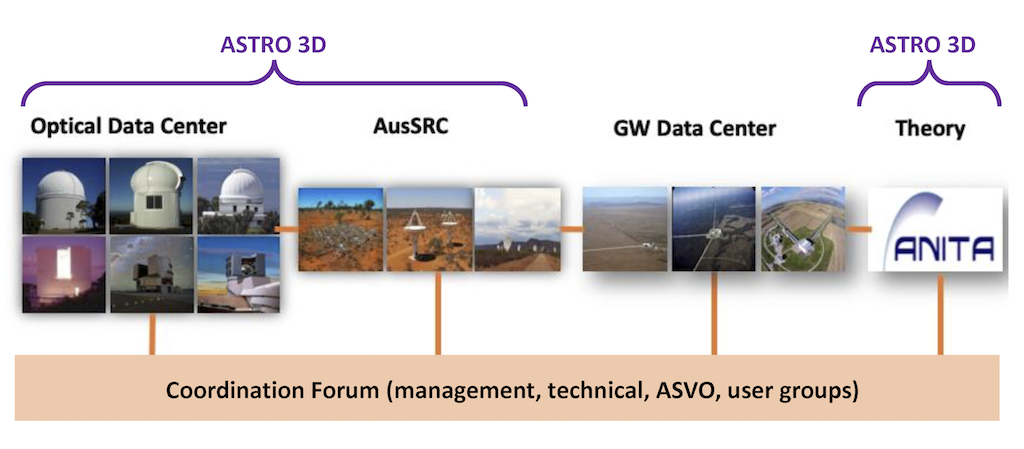 ASTRO 3D
ASTRO 3D
Optical Data Center
AusSRC
GW Data Center
Theory
ANITA
Coordination Forum (management, technical, ASVO, user groups)